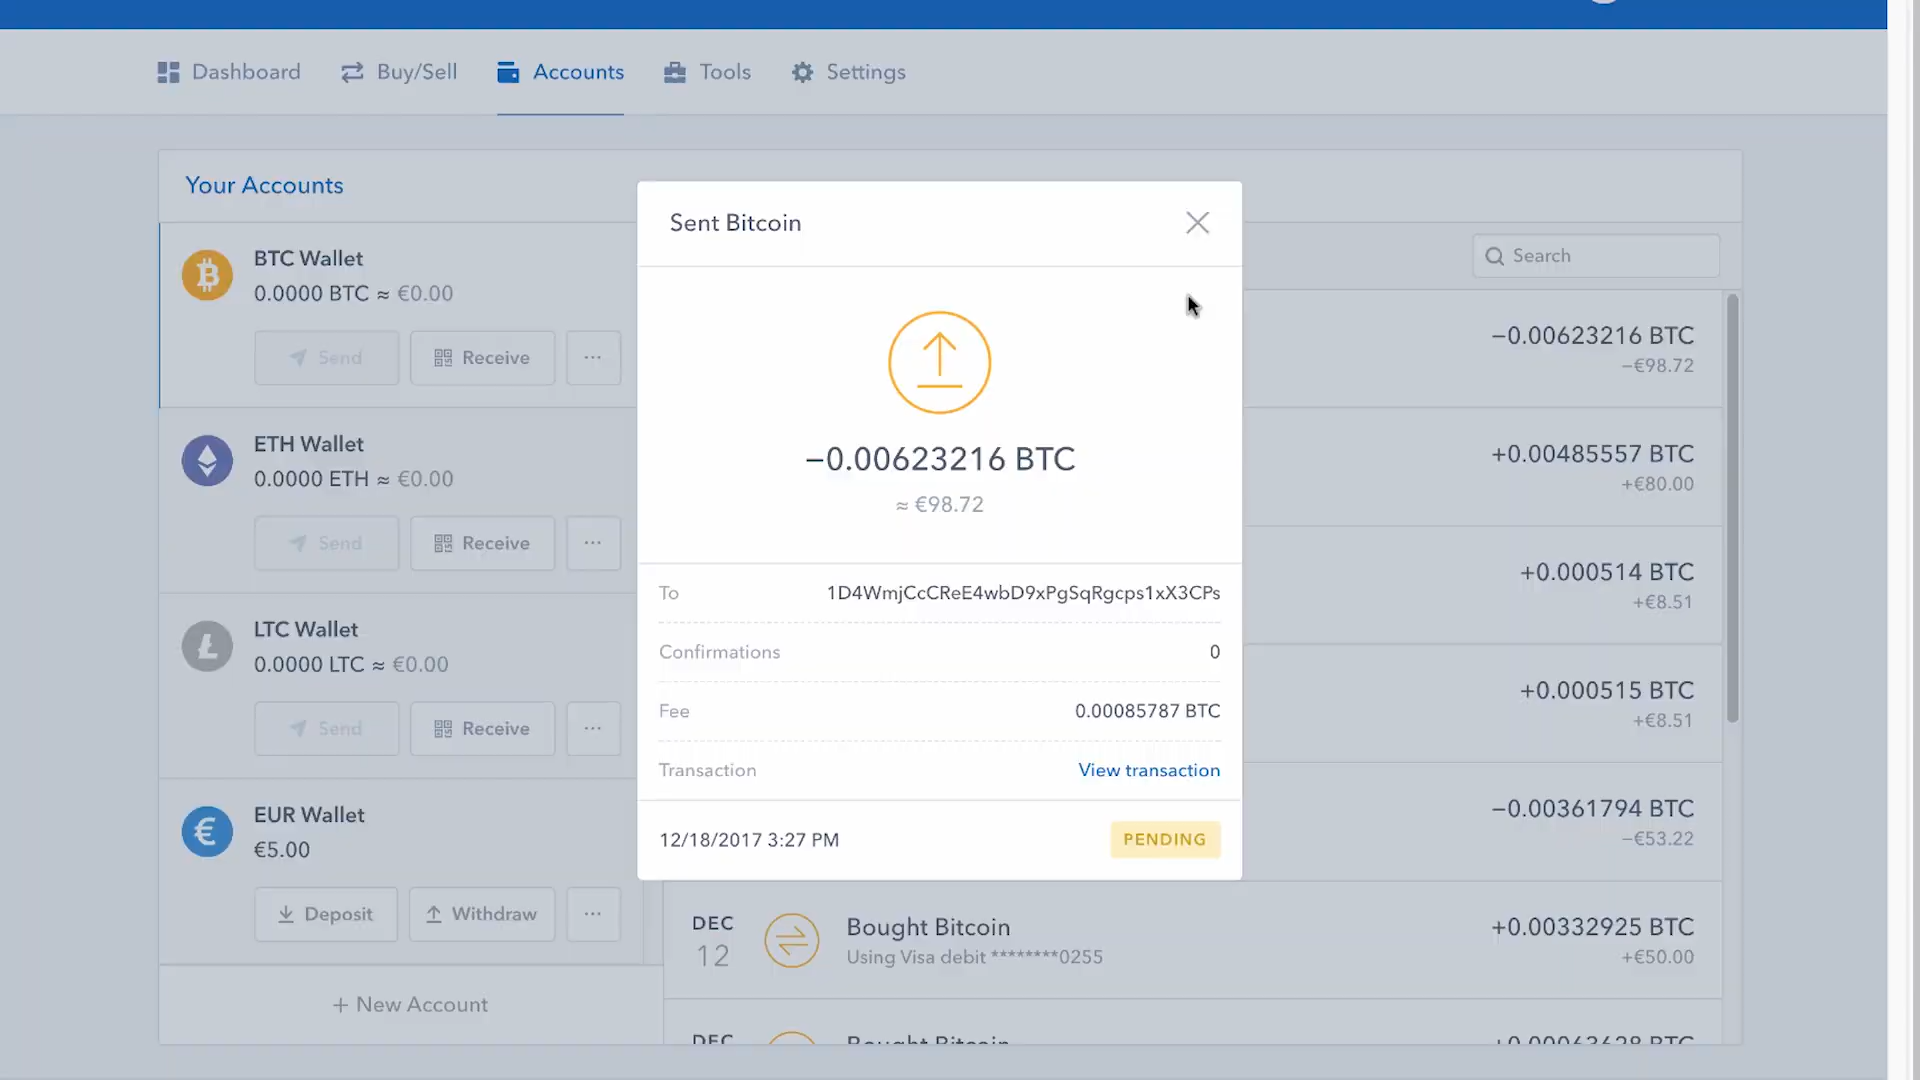 Dashboard
Buy/Sell
Accounts
Tools
Settings
Your Accounts
BTC Wallet
0.0000 BTC ≈ €0.00
Send
Receive
...
ETH Wallet
0.0000 ETH ≈ €0.00
Send
Receive
...
LTC Wallet
0.0000 LTC ≈ €0.00
Send
Receive
...
EUR Wallet
€5.00
Deposit
Withdraw
...
+ New Account
Sent Bitcoin
−0.00623216 BTC
≈ €98.72
To 1D4WmjCcCReE4wbD9xPgSqRgcps1xX3CPs
Confirmations 0
Fee 0.00085787 BTC
Transaction View transaction
12/18/2017 3:27 PM PENDING
Search
−0.00623216 BTC
−€98.72
+0.00485557 BTC
+€80.00
+0.000514 BTC
+€8.51
+0.000515 BTC
+€8.51
−0.00361794 BTC
−€53.22
DEC
12
Bought Bitcoin
Using Visa debit ********0255
+0.00332925 BTC
+€50.00
DEC
Bought Bitcoin